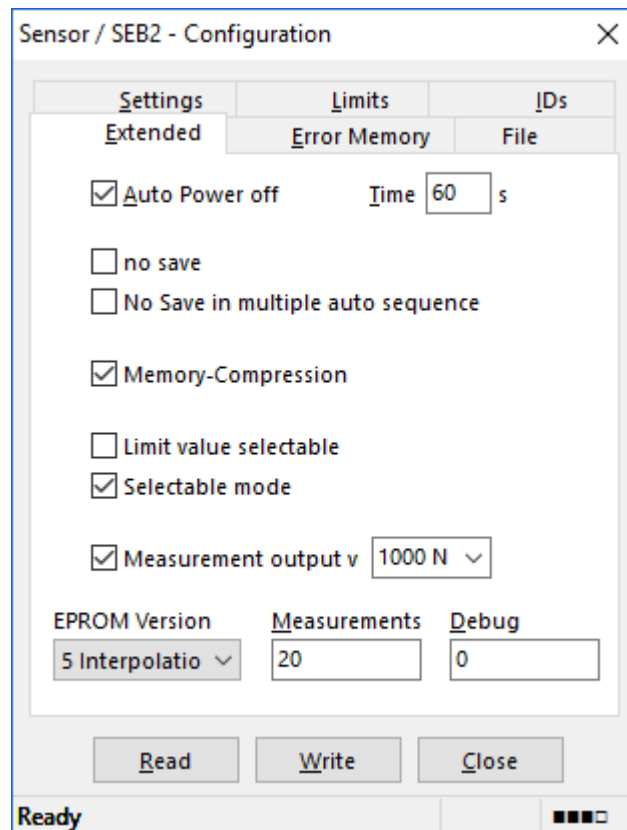 Sensor / SEB2 - Configuration
Settings Limits IDs
Extended Error Memory File
Auto Power off Time 60 s
no save
No Save in multiple auto sequence
Memory-Compression
Limit value selectable
Selectable mode
Measurement output v 1000 N
EPROM Version Measurements Debug
5 Interpolatio 20 0
Read Write Close
Ready